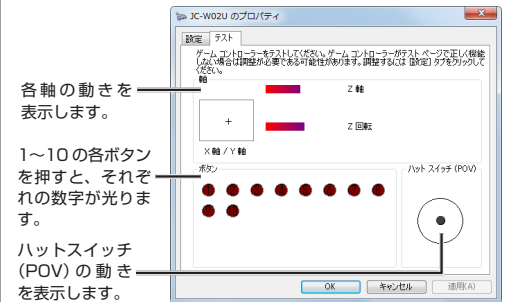 JC-W02U のプロパティ
設定
テスト
ゲーム コントローラーをテストしてください。ゲーム コントローラーがテスト ページで正しく機能
しない場合は調整が必要である可能性があります。調整するには [設定] タブをクリックして
ください。
軸
Z 軸
Z 回転
X 軸 / Y 軸
各軸の動きを
表示します。
1〜10の各ボタン
を押すと、それぞ
れの数字が光りま
す。
ボタン
ハット スイッチ (POV)
ハットスイッチ
(POV)の動き
を表示します。
OK
キャンセル
適用(A)